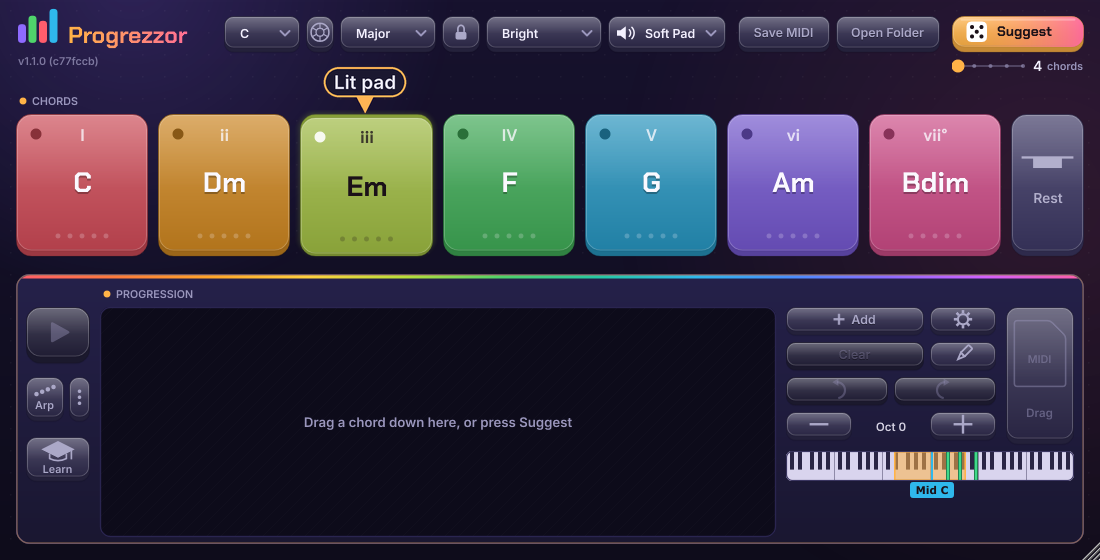 Progrezzor
v1.1.0 (c77fccb)
C
Major
Bright
Soft Pad
Save MIDI
Open Folder
Suggest
4 chords
Lit pad
CHORDS
I
C
ii
Dm
iii
Em
IV
F
V
G
vi
Am
vii°
Bdim
Rest
PROGRESSION
Arp
Learn
Drag a chord down here, or press Suggest
Add
Clear
Oct 0
MIDI
Drag
Mid C